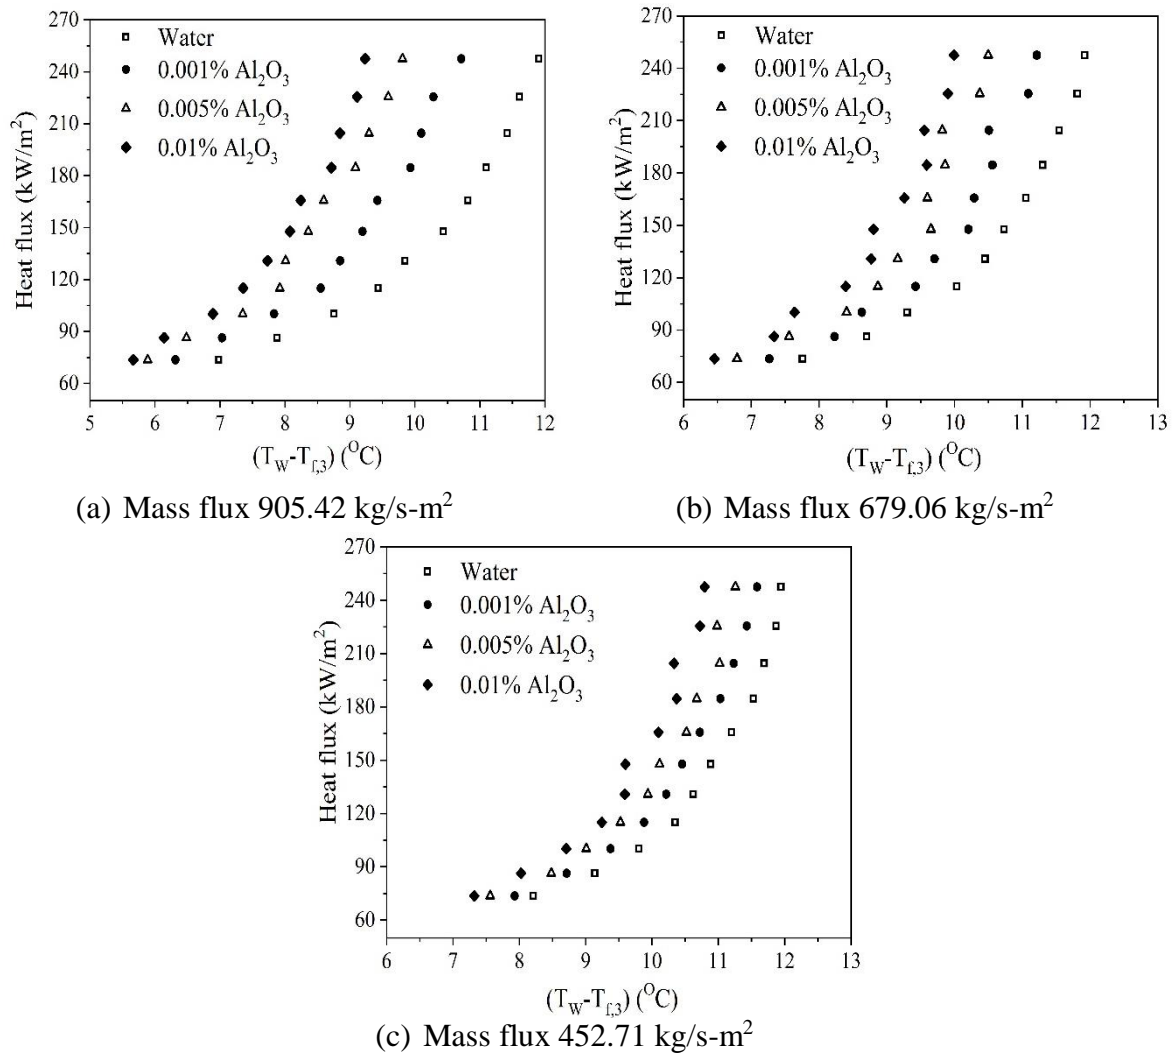 270
240
210
180
150
120
90
60
Heat flux (kW/m²)
Water
0.001% Al₂O₃
0.005% Al₂O₃
0.01% Al₂O₃
5 6 7 8 9 10 11 12
(T_W-T_f,3) (ᴼC)
(a) Mass flux 905.42 kg/s-m²
270
240
210
180
150
120
90
60
Heat flux (kW/m²)
Water
0.001% Al₂O₃
0.005% Al₂O₃
0.01% Al₂O₃
6 7 8 9 10 11 12 13
(T_W-T_f,3) (ᴼC)
(b) Mass flux 679.06 kg/s-m²
270
240
210
180
150
120
90
60
Heat flux (kW/m²)
Water
0.001% Al₂O₃
0.005% Al₂O₃
0.01% Al₂O₃
6 7 8 9 10 11 12 13
(T_W-T_f,3) (ᴼC)
(c) Mass flux 452.71 kg/s-m²